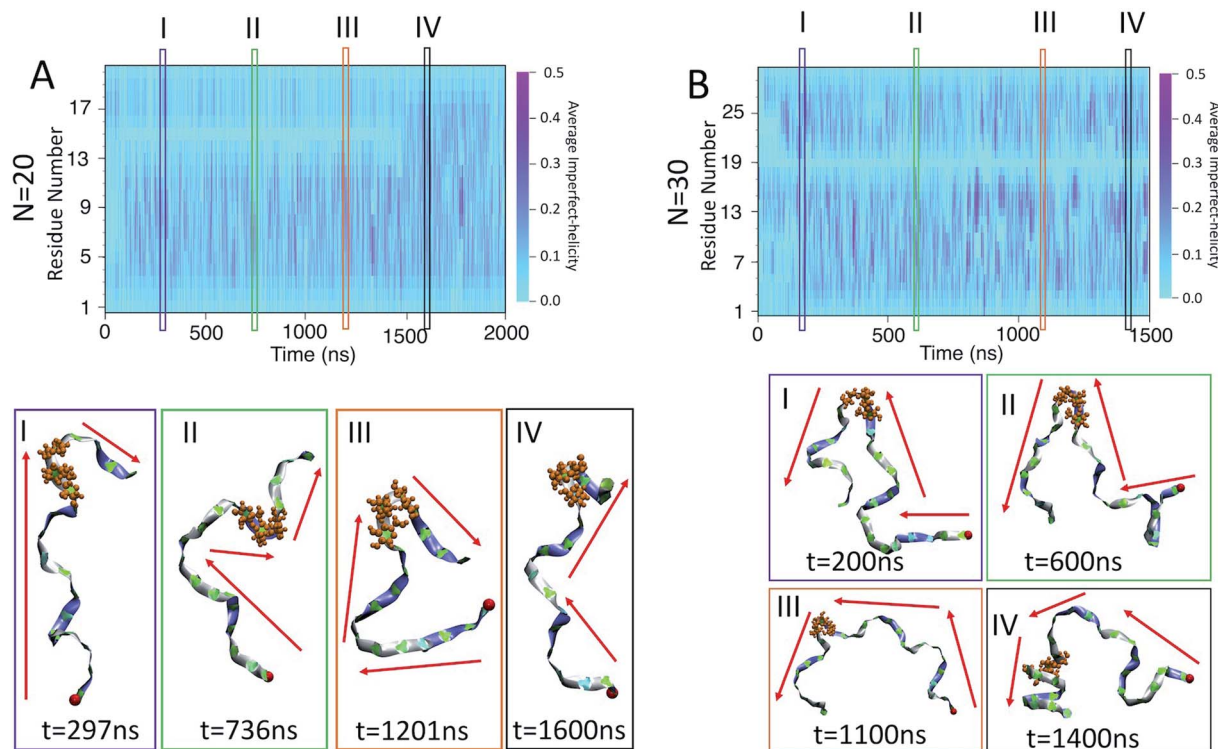 I II III IV
A
N=20
Residue Number
17
13
9
5
1
0 500 1000 1500 2000
Time (ns)
0.5
0.4
0.3
0.2
0.1
0.0
Average Imperfect-helicity
I II III IV
B
N=30
Residue Number
25
19
13
7
1
0 500 1000 1500
Time (ns)
0.5
0.4
0.3
0.2
0.1
0.0
Average Imperfect-helicity
I
t=297ns
II
t=736ns
III
t=1201ns
IV
t=1600ns
I
t=200ns
II
t=600ns
III
t=1100ns
IV
t=1400ns